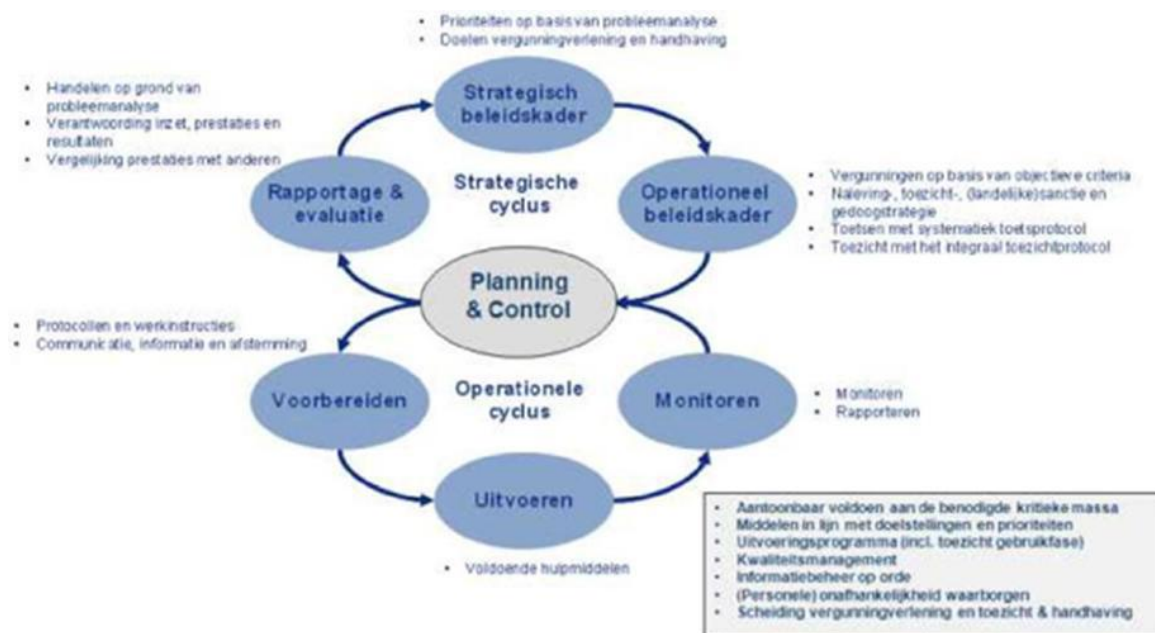 • Prioriteiten op basis van probleemanalyse
• Doelen vergunningverlening en handhaving
• Handelen op grond van
probleemanalyse
• Verantwoording inzet, prestaties en
resultaten
• Vergelijking prestaties met anderen
Strategisch
beleidskader
Rapportage &
evaluatie
Strategische
cyclus
Operationeel
beleidskader
• Vergunningen op basis van objectieve criteria
• Naleving-, toezicht-, (landelijke)sanctie en
gedoogstrategie
• Toetsen met systematiek toetsprotocol
• Toezicht met het integraal toezichtprotocol
Planning
& Control
• Protocollen en werkinstructies
• Communicatie, informatie en afstemming
Voorbereiden
Operationele
cyclus
Monitoren
• Monitoren
• Rapporteren
Uitvoeren
• Voldoende hulpmiddelen
• Aantoonbaar voldoen aan de benodigde kritieke massa
• Middelen in lijn met doelstellingen en prioriteiten
• Uitvoeringsprogramma (incl. toezicht gebruikfase)
• Kwaliteitsmanagement
• Informatiebeheer op orde
• (Personele) onafhankelijkheid waarborgen
• Scheiding vergunningverlening en toezicht & handhaving